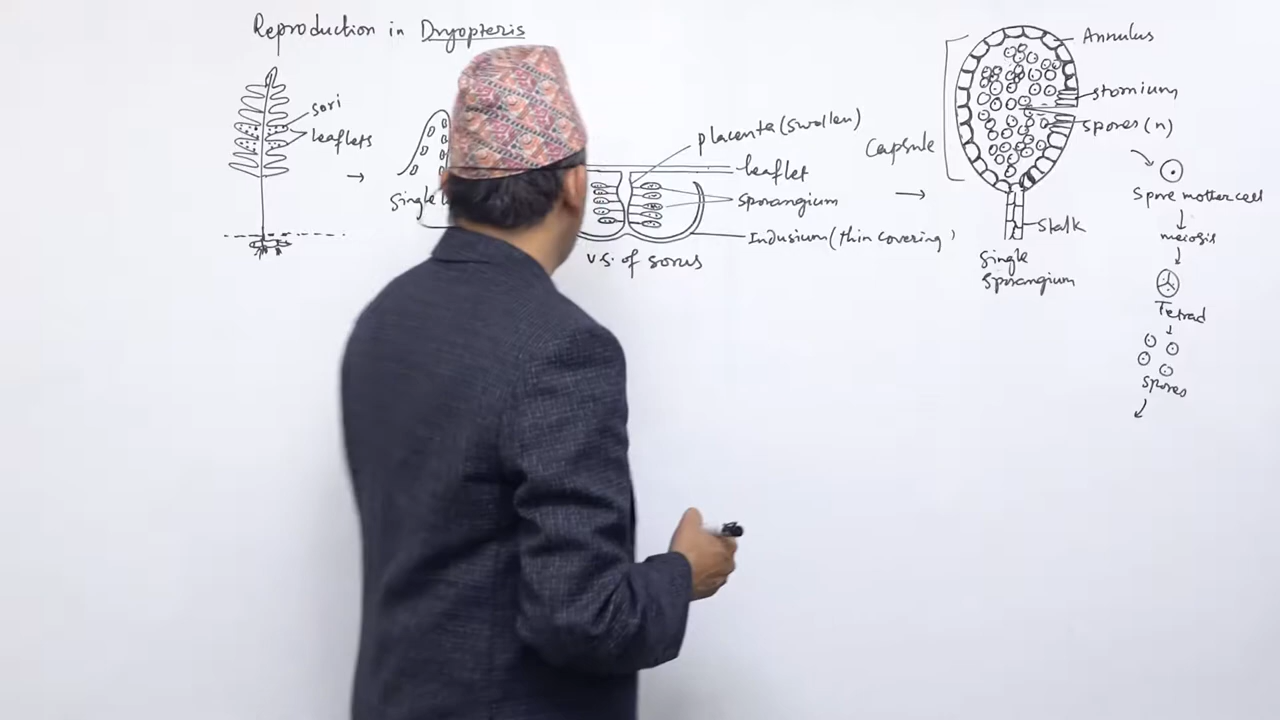 Reproduction in Dryopteris
sori
leaflets
single
placenta (swollen)
leaflet
sporangium
Indusium (thin covering)
v.s. of sorus
Capsule
Annulus
stomium
spores (n)
Stalk
single
sporangium
Spore mother cell
meiosis
Tetrad
spores